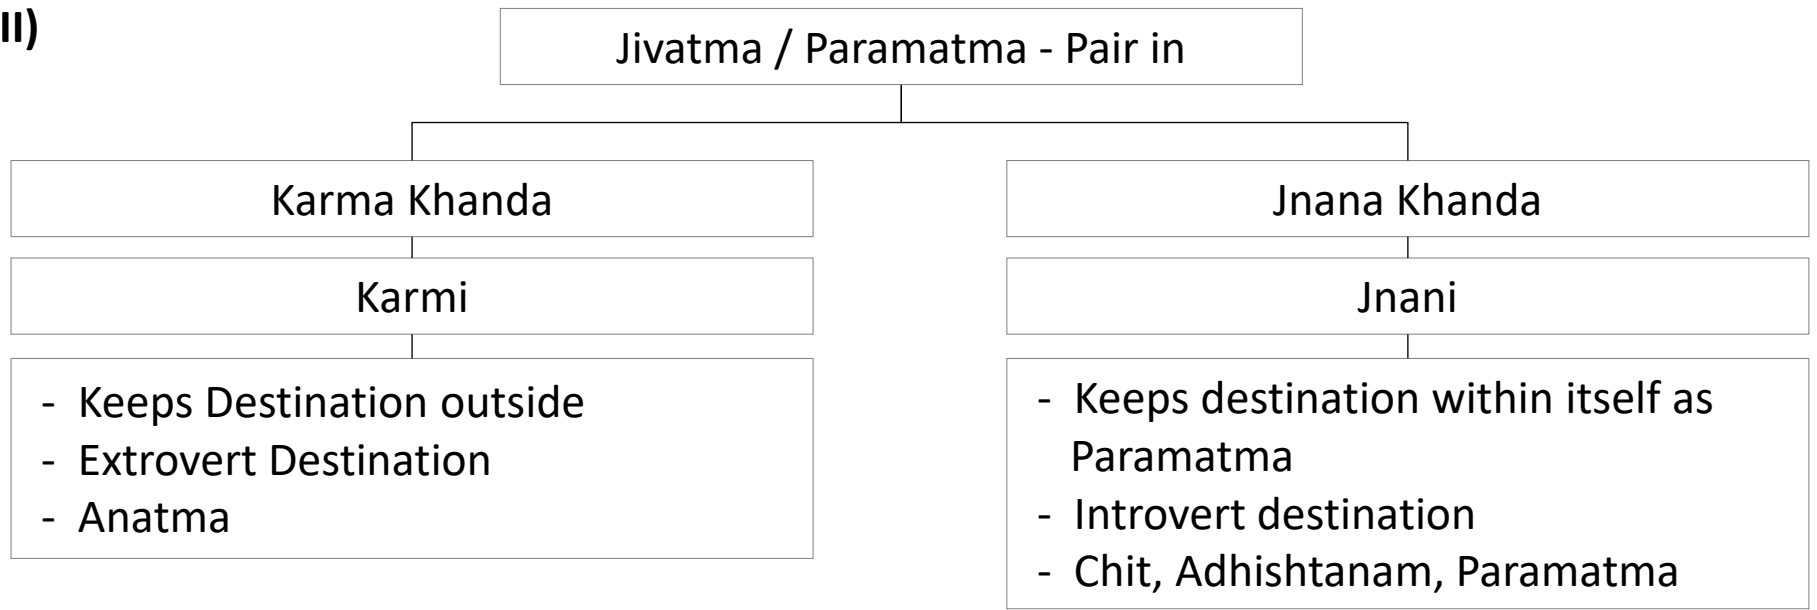 II)
Jivatma / Paramatma - Pair in
Karma Khanda
Jnana Khanda
Karmi
Jnani
- Keeps Destination outside
- Extrovert Destination
- Anatma
- Keeps destination within itself as
Paramatma
- Introvert destination
- Chit, Adhishtanam, Paramatma